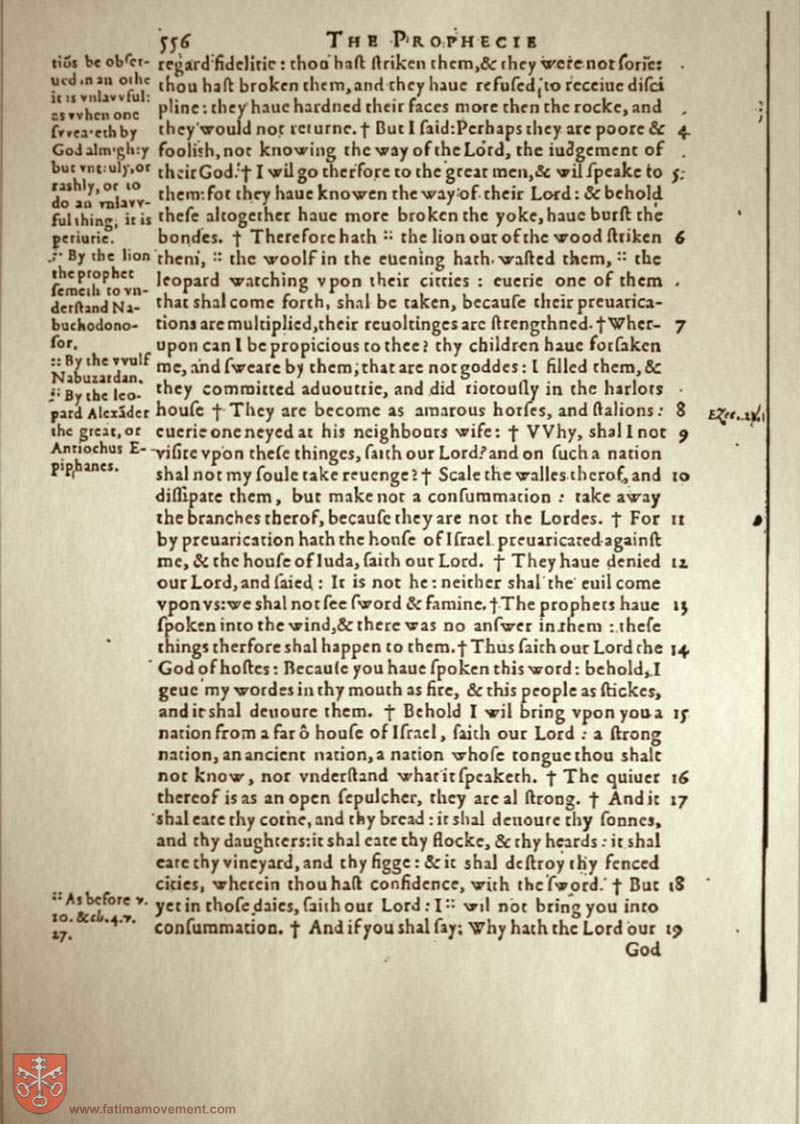 556 THE PROPHECIE
tiōs be obser-
ued in an othe
it is vnlavvful:
as vvhen one
svveareth by
God almighty
but vntruly, or
rashly, or to
do an vnlavv-
ful thing, it is
periurie.
:: By the lion
the prophet
semeth to vn-
derstand Na-
buchodono-
sor.
:: By the vvulf
Nabuzardan.
:: By the leo-
pard Alexāder
the great, or
Antiochus E-
piphanes.
regard fidelitie: thou haſt ſtriken them, & they were not ſorie:
thou haſt broken them, and they haue refuſed to receiue diſci
pline: they haue hardned their faces more then the rocke, and
they would not returne. † But I ſaid: Perhaps they are poore & 4
fooliſh, not knowing the way of the Lord, the iudgement of
their God. † I wil go therfore to the great men, & wil ſpeake to 5
them: for they haue knowen the way of their Lord: & behold
theſe altogether haue more broken the yoke, haue burſt the
bondes. † Therefore hath :: the lion out of the wood ſtriken 6
them, :: the woolf in the euening hath waſted them, :: the
leopard watching vpon their citties: euerie one of them
that shal come forth, shal be taken, becauſe their preuarica-
tions are multiplied, their reuoltinges are ſtrengthned. † Wher- 7
upon can I be propicious to thee? thy children haue forſaken
me, and ſweare by them, that are not goddes: I filled them, &
they committed aduoutrie, and did riotouſly in the harlots
houſe † They are become as amarous horſes, and ſtalions: 8
euerie one neyed at his neighbours wife: † VVhy, shal I not 9
viſite vpon theſe thinges, ſaith our Lord? and on ſuch a nation
shal not my ſoule take reuenge? † Scale the walles therof, and 10
diſſipate them, but make not a conſummation: take away
the branches therof, becauſe they are not the Lordes. † For 11
by preuarication hath the houſe of Iſrael preuaricated againſt
me, & the houſe of Iuda, ſaith our Lord. † They haue denied 12
our Lord, and ſaied: It is not he: neither shal the euil come
vpon vs: we shal not ſee ſword & famine. † The prophets haue 13
ſpoken into the wind, & there was no anſwer in them: theſe
things therfore shal happen to them. † Thus ſaith our Lord the 14
God of hoſtes: Becauſe you haue ſpoken this word: behold, I
geue my wordes in thy mouth as fire, & this people as ſtickes,
and it shal deuoure them. † Behold I wil bring vpon you a 15
nation from a far ô houſe of Iſrael, ſaith our Lord: a ſtrong
nation, an ancient nation, a nation whoſe tongue thou shalt
not know, nor vnderſtand what it ſpeaketh. † The quiuer 16
thereof is as an open ſepulcher, they are al ſtrong. † And it 17
shal eate thy corne, and thy bread: it shal deuoure thy ſonnes,
and thy daughters: it shal eate thy flocke, & thy heards: it shal
eate thy vineyard, and thy figge: & it shal deſtroy thy fenced
cities, wherein thou haſt confidence, with the ſword. † But 18
yet in thoſe daies, ſaith our Lord: I :: wil not bring you into
conſummation. † And if you shal ſay: Why hath the Lord our 19
God
:: As before v.
10. & ch. 4. v.
27.
www.fatimamovement.com